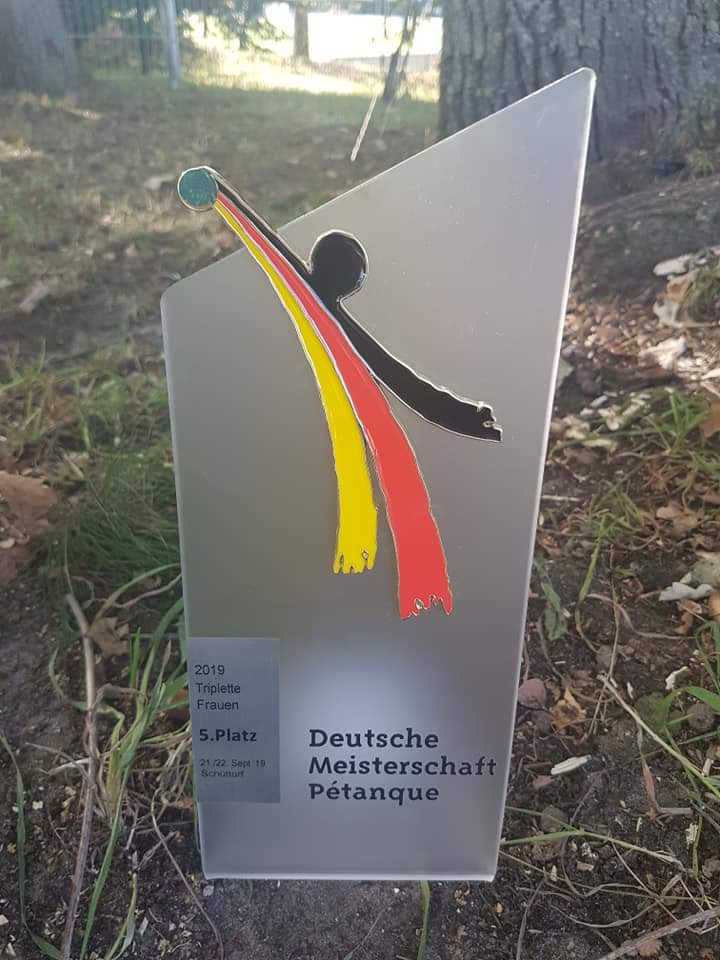 2019
Triplette
Frauen
5.Platz
21./22. Sept '19
Schüttorf
Deutsche
Meisterschaft
Pétanque